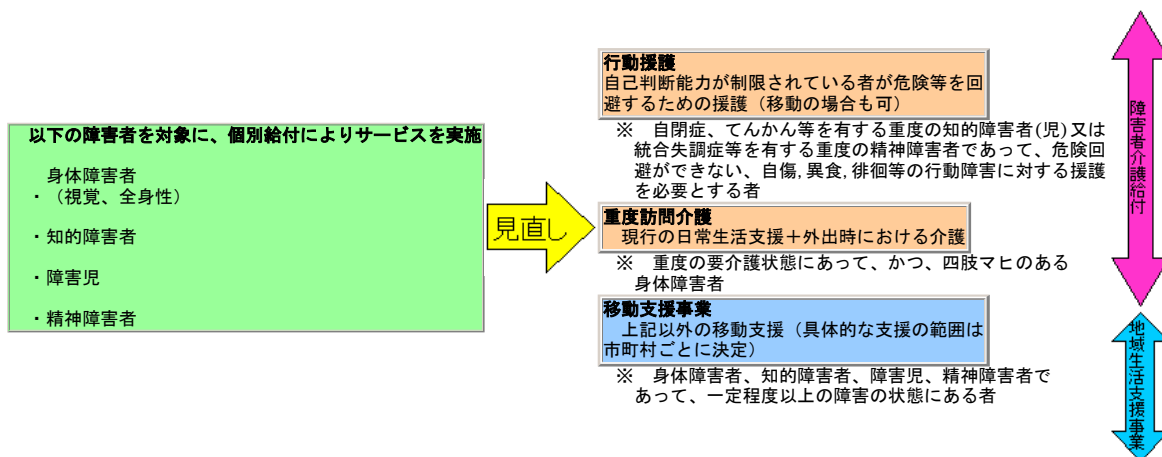 以下の障害者を対象に、個別給付によりサービスを実施
身体障害者
・（視覚、全身性）
・知的障害者
・障害児
・精神障害者
見直し
行動援護
自己判断能力が制限されている者が危険等を回
避するための援護（移動の場合も可）
※　自閉症、てんかん等を有する重度の知的障害者(児)又は
統合失調症等を有する重度の精神障害者であって、危険回
避ができない、自傷,異食,徘徊等の行動障害に対する援護
を必要とする者
重度訪問介護
現行の日常生活支援＋外出時における介護
※　重度の要介護状態にあって、かつ、四肢マヒのある
身体障害者
移動支援事業
上記以外の移動支援（具体的な支援の範囲は
市町村ごとに決定）
※　身体障害者、知的障害者、障害児、精神障害者で
あって、一定程度以上の障害の状態にある者
障害者介護給付
地域生活支援事業